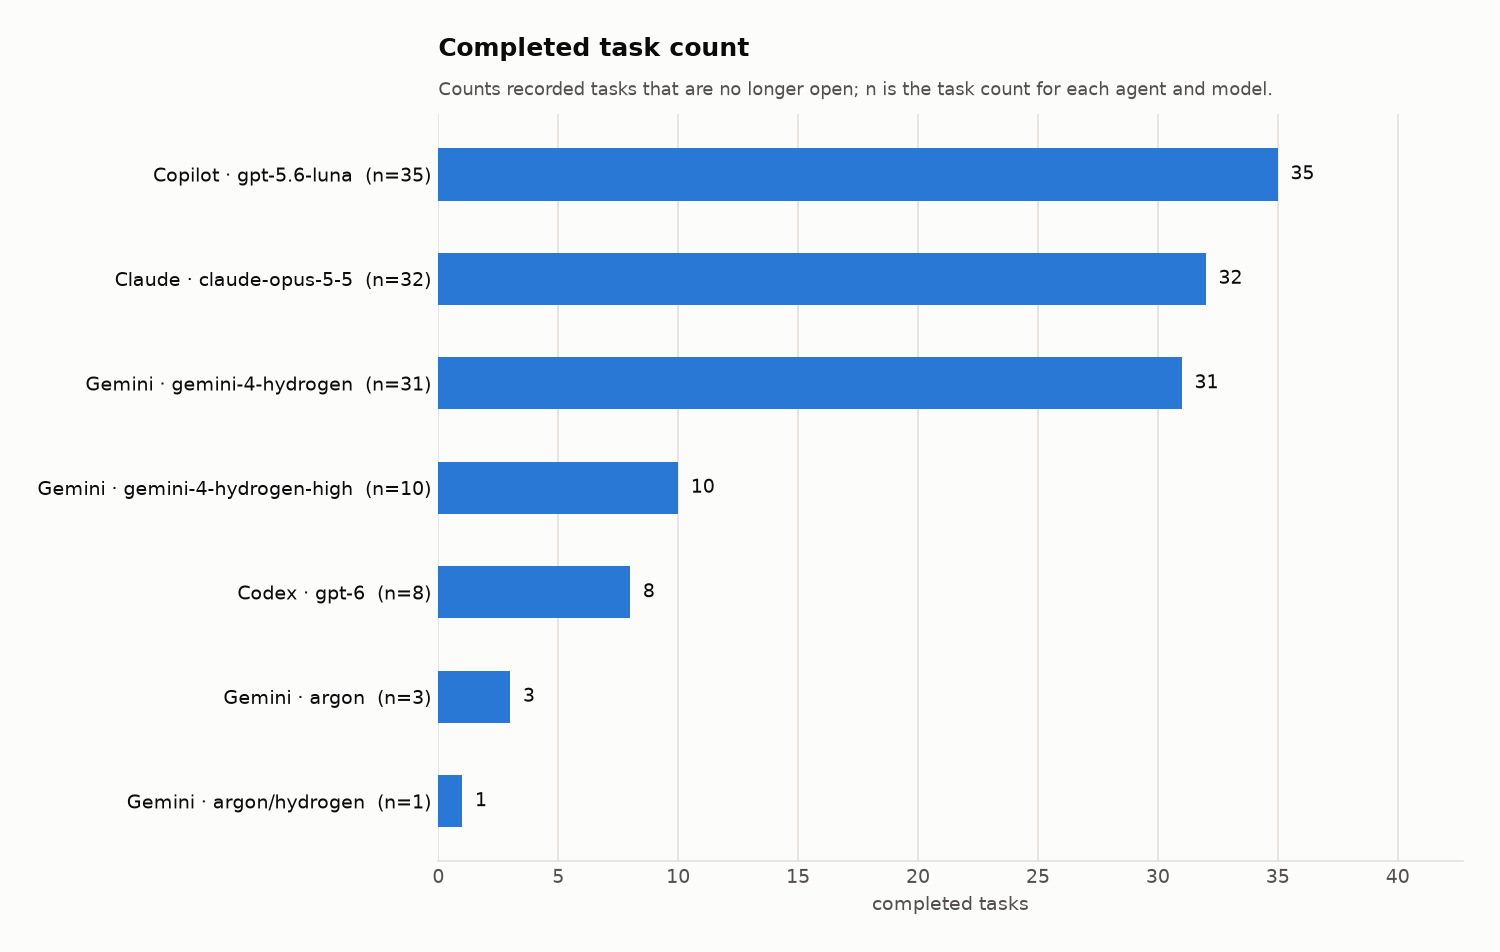 Completed task count
Counts recorded tasks that are no longer open; n is the task count for each agent and model.
Copilot · gpt-5.6-luna (n=35) 35
Claude · claude-opus-5-5 (n=32) 32
Gemini · gemini-4-hydrogen (n=31) 31
Gemini · gemini-4-hydrogen-high (n=10) 10
Codex · gpt-6 (n=8) 8
Gemini · argon (n=3) 3
Gemini · argon/hydrogen (n=1) 1
0 5 10 15 20 25 30 35 40
completed tasks